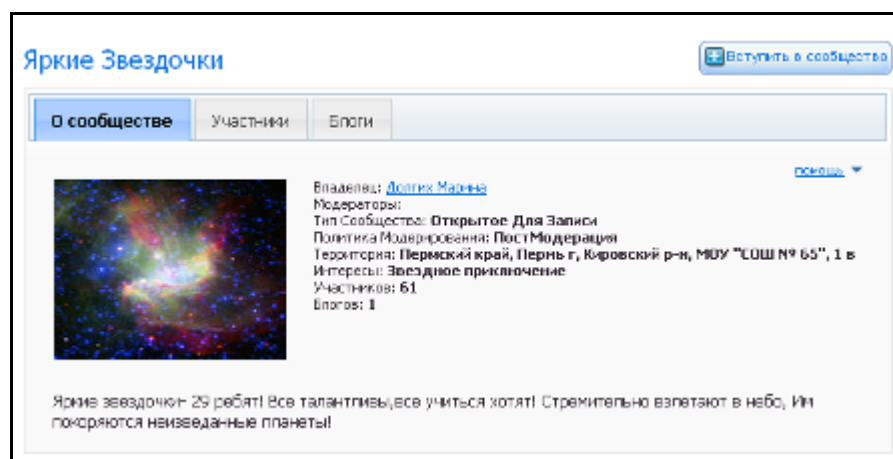 Яркие Звездочки
Вступить в сообщество
О сообществе
Участники
Блоги
помощь
Владелец: Долгих Марина
Модераторы:
Тип Сообщества: Открытое Для Записи
Политика Модерирования: ПостМодерация
Территория: Пермский край, Пермь г, Кировский р-н, МОУ "СОШ № 65", 1 в
Интересы: Звездное приключение
Участников: 61
Блогов: 1
Яркие звездочки- 29 ребят! Все талантливы,все учиться хотят! Стремительно взлетают в небо, Им
покоряются неизведанные планеты!